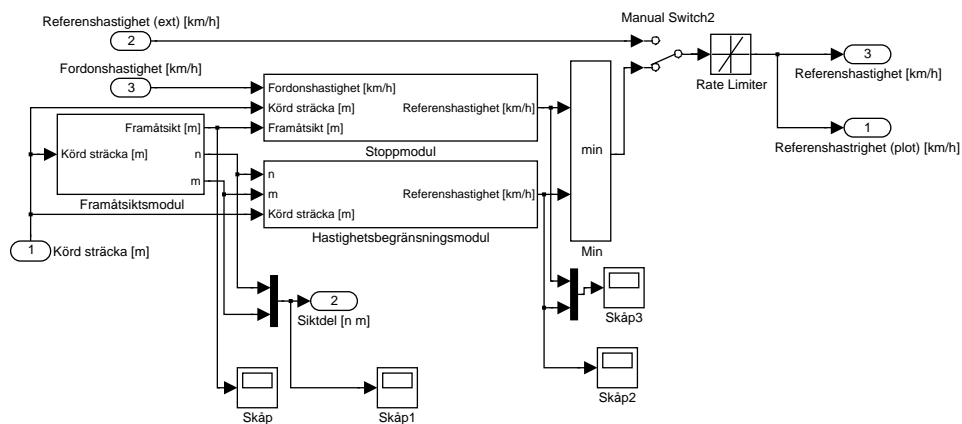 Referenshastighet (ext) [km/h]
2
Manual Switch2
Fordonshastighet [km/h]
3
3
Referenshastighet [km/h]
Rate Limiter
Fordonshastighet [km/h]
Körd sträcka [m]
Framåtsikt [m]
Referenshastighet [km/h]
Stoppmodul
1
Referenshastrighet (plot) [km/h]
Framåtsikt [m]
Körd sträcka [m]
n
m
Framåtsiktsmodul
min
Min
n
m
Körd sträcka [m]
Referenshastighet [km/h]
Hastighetsbegränsningsmodul
1
Körd sträcka [m]
2
Siktdel [n m]
Skåp3
Skåp2
Skåp
Skåp1